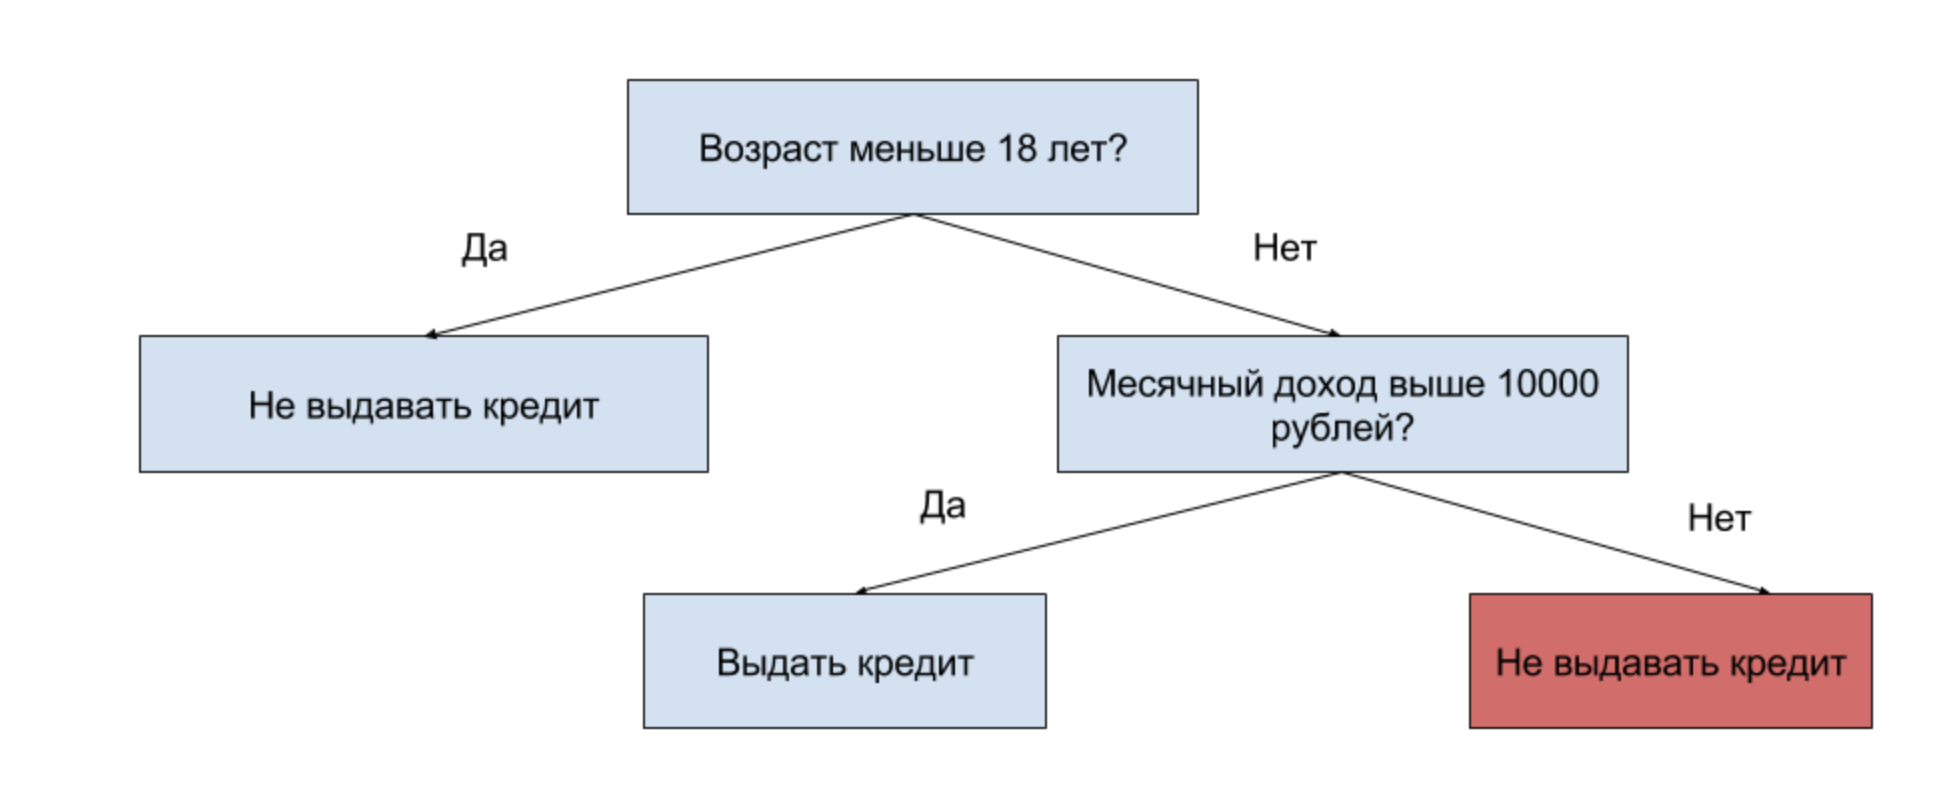 Возраст меньше 18 лет?
Да
Нет
Не выдавать кредит
Месячный доход выше 10000
рублей?
Да
Нет
Выдать кредит
Не выдавать кредит